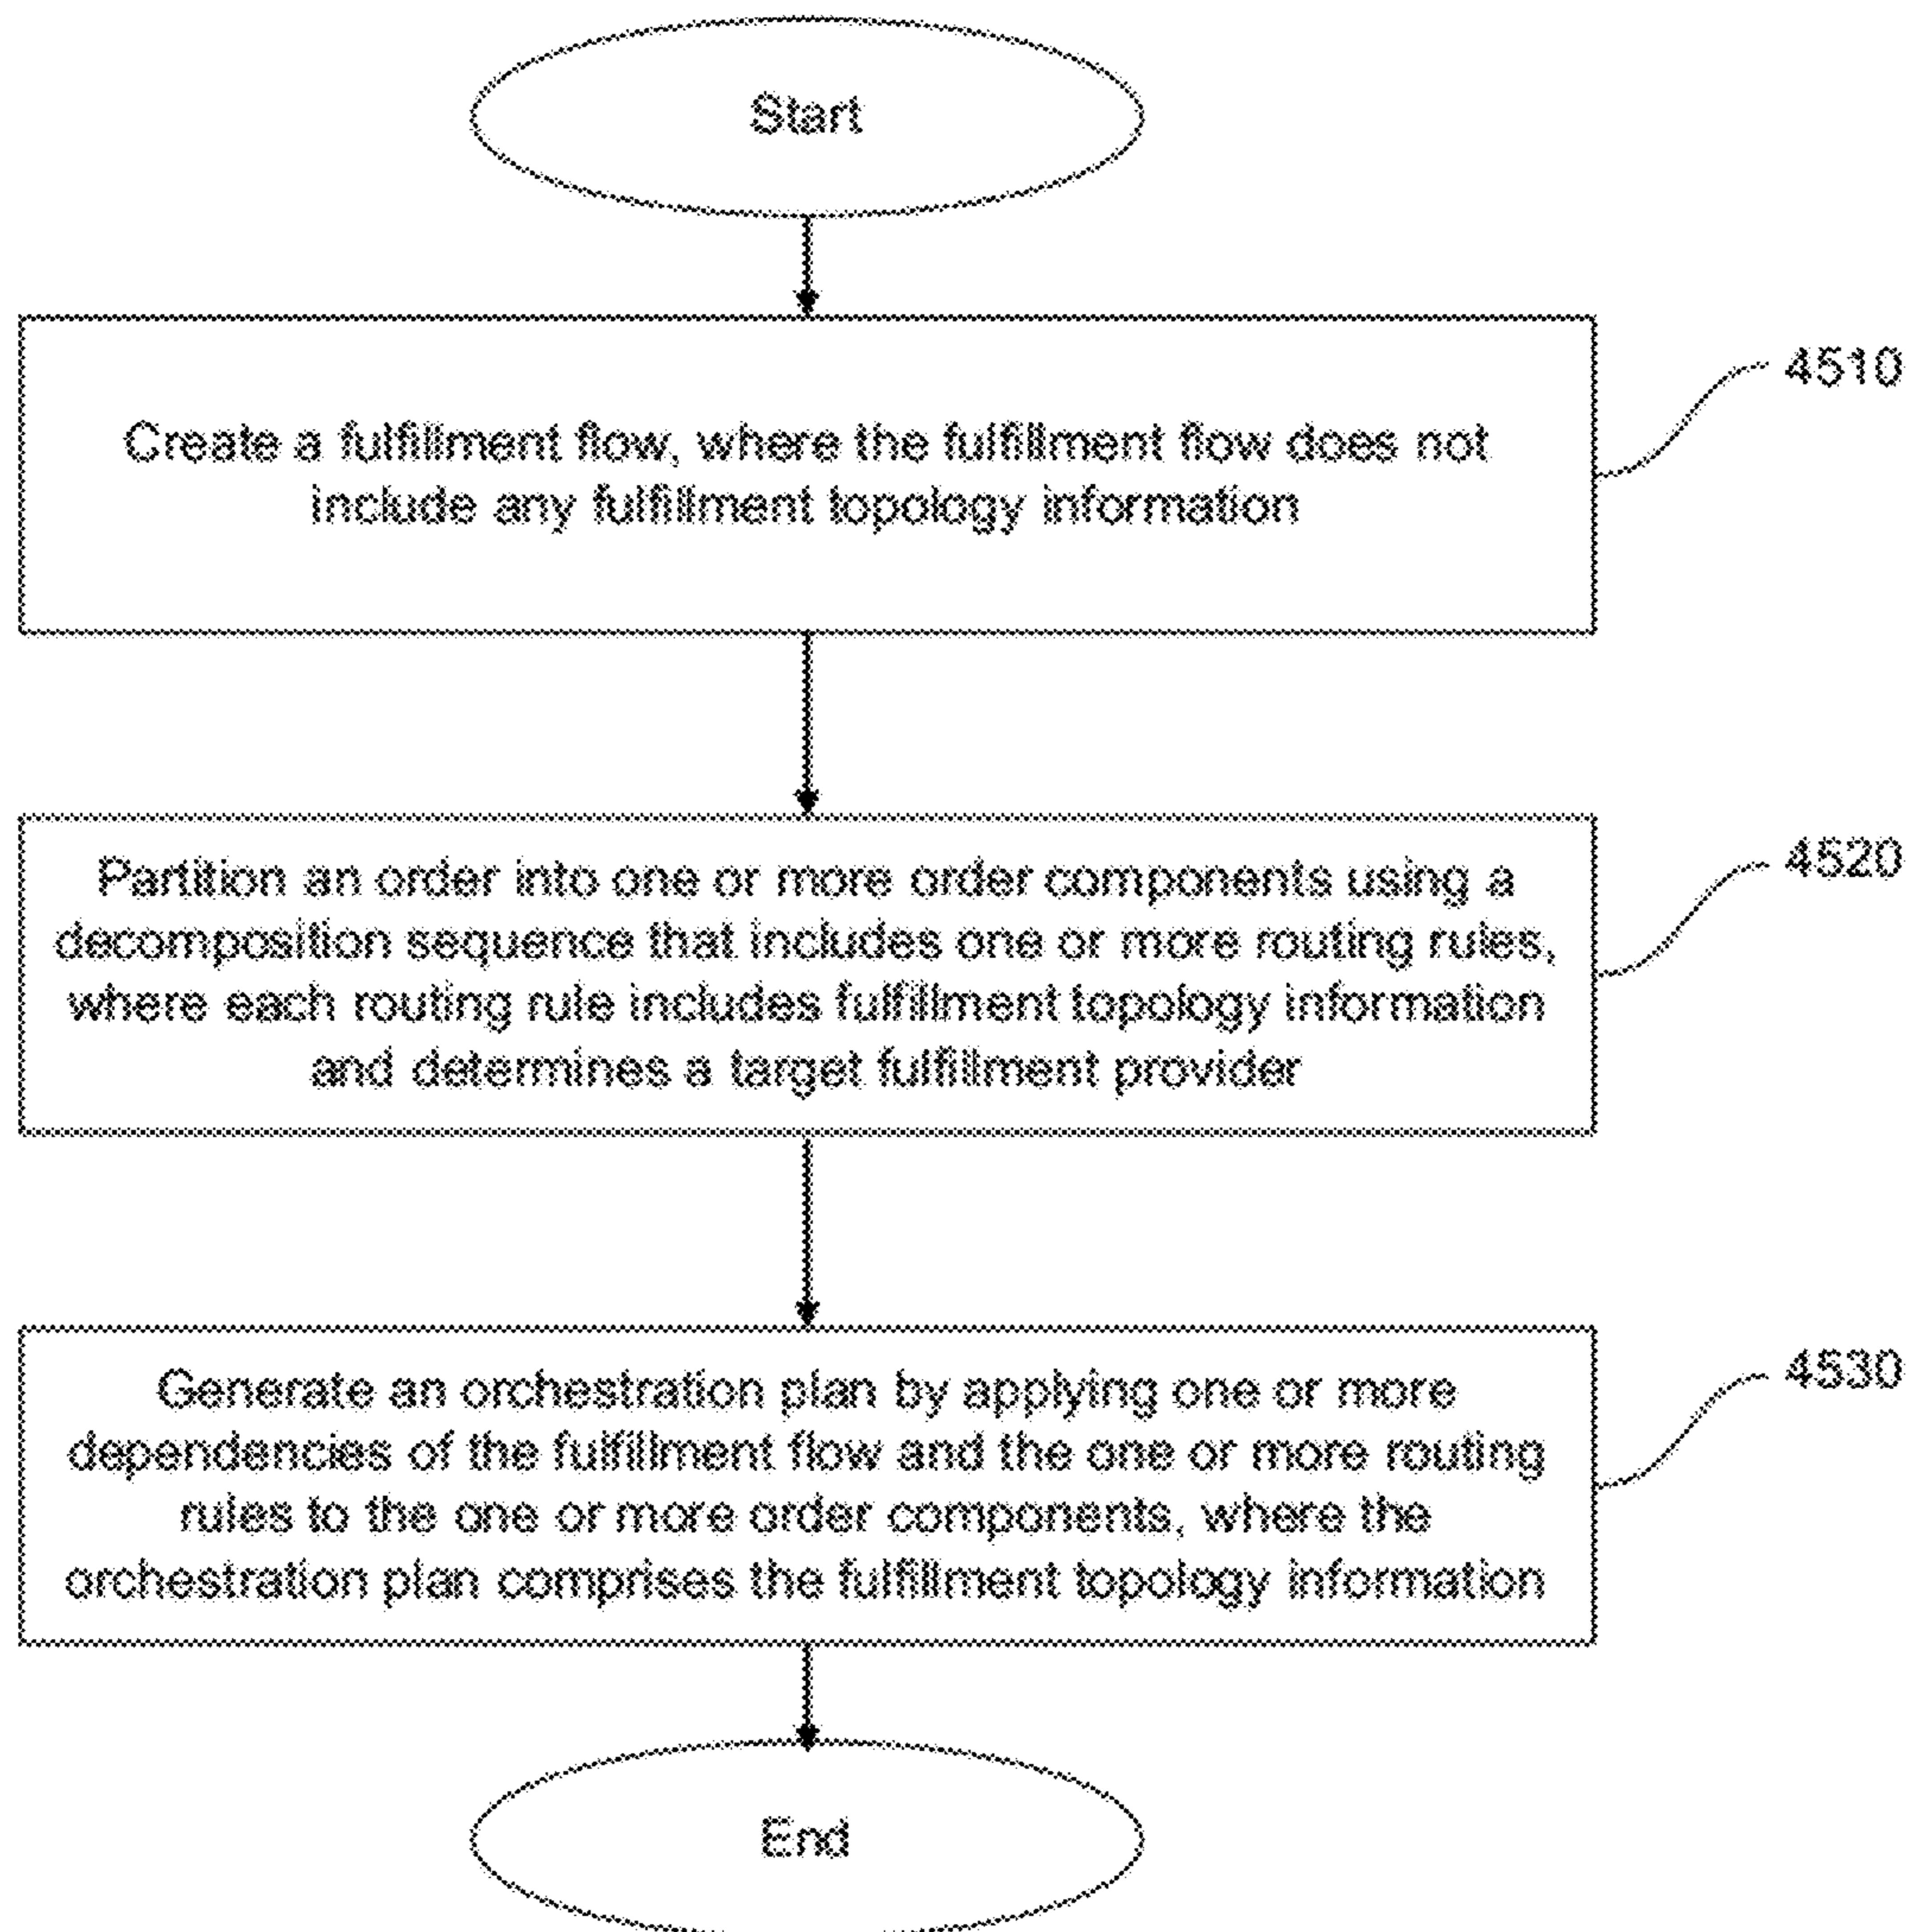 Start
4510
Create a fulfillment flow, where the fulfillment flow does not
include any fulfillment topology information
4520
Partition an order into one or more order components using a
decomposition sequence that includes one or more routing rules,
where each routing rule includes fulfillment topology information
and determines a target fulfillment provider
4530
Generate an orchestration plan by applying one or more
dependencies of the fulfillment flow and the one or more routing
rules to the one or more order components, where the
orchestration plan comprises the fulfillment topology information
End